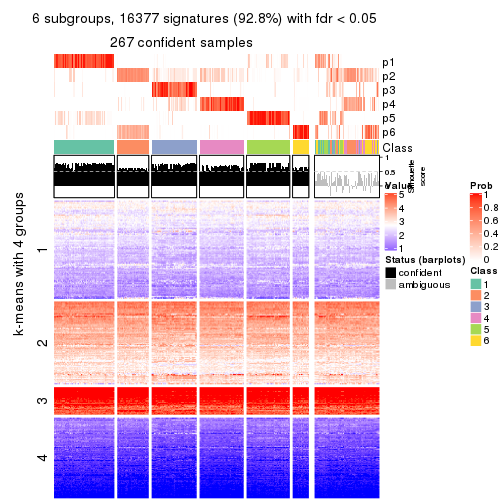 6 subgroups, 16377 signatures (92.8%) with fdr < 0.05
267 confident samples
p1
p2
p3
p4
p5
p6
Class
1
0.5
0
Silhouette
score
k-means with 4 groups
1
2
3
4
Value
5
4
3
2
1
Status (barplots)
confident
ambiguous
Prob
1
0.8
0.6
0.4
0.2
0
Class
1
2
3
4
5
6